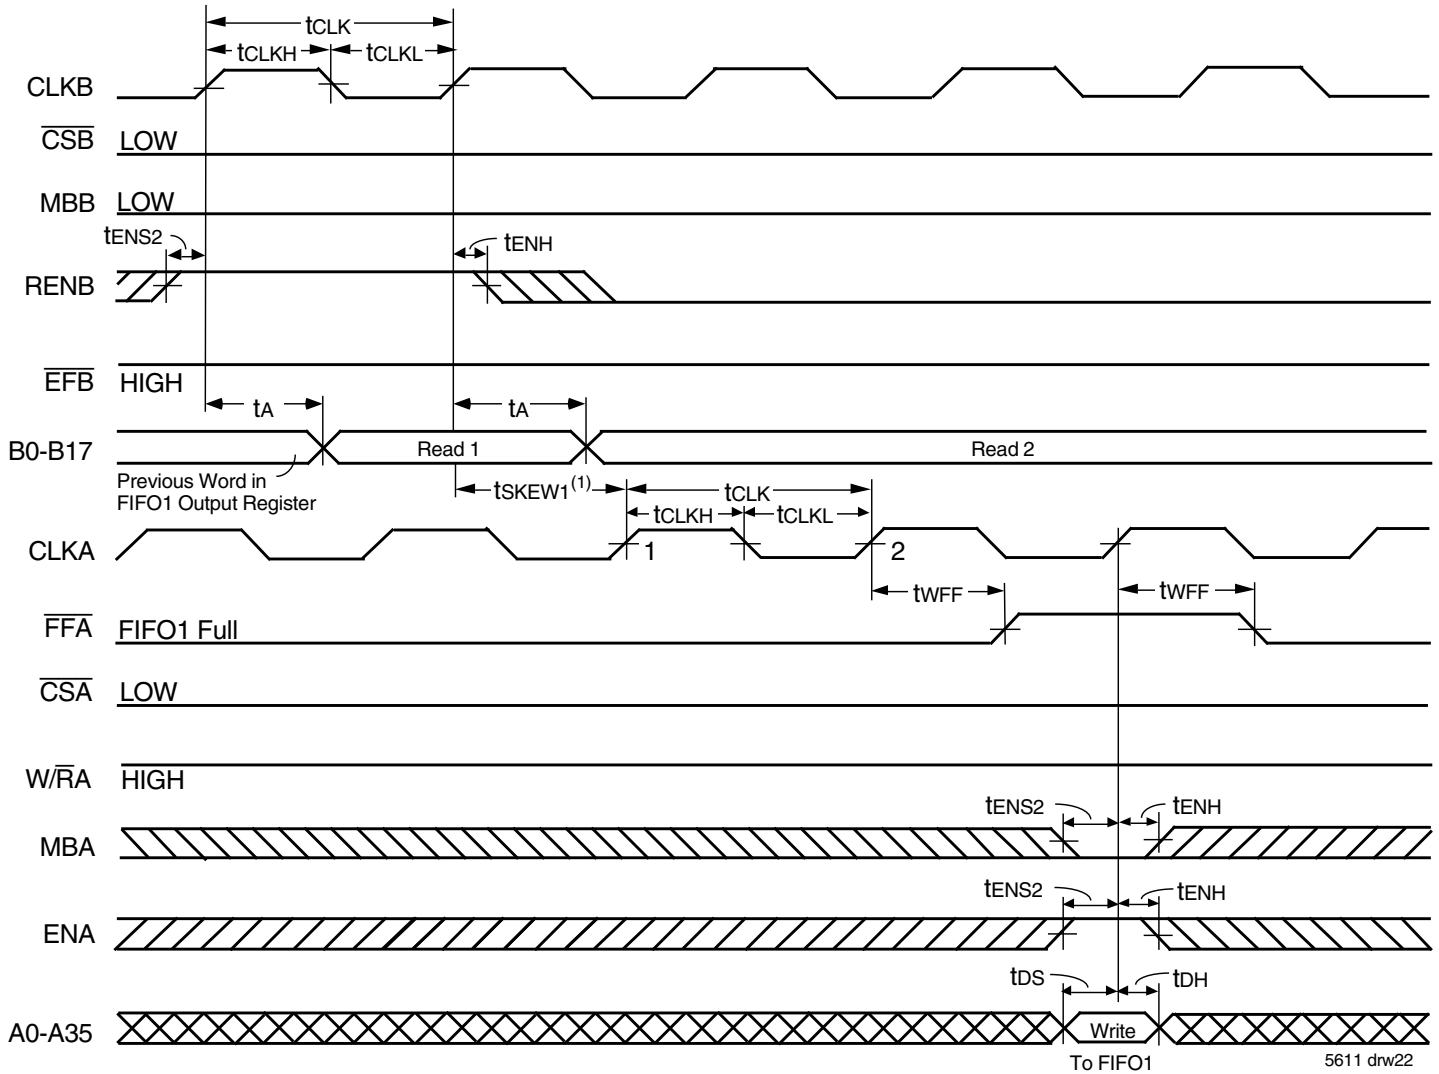 tCLK
tCLKH tCLKL
CLKB
CSB LOW
MBB LOW
tENS2 tENH
RENB
EFB HIGH
tA tA
B0-B17 Read 1 Read 2
Previous Word in
FIFO1 Output Register
tSKEW1(1) tCLK
tCLKH tCLKL
CLKA 1 2
tWFF tWFF
FFA FIFO1 Full
CSA LOW
W/RA HIGH
tENS2 tENH
MBA
tENS2 tENH
ENA
tDS tDH
A0-A35 Write
To FIFO1 5611 drw22